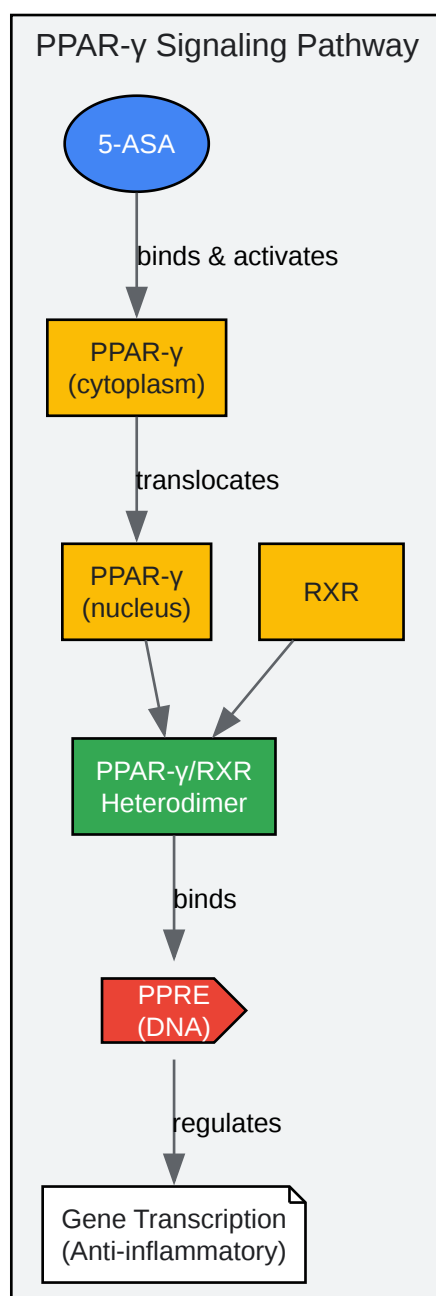 PPAR-γ Signaling Pathway
5-ASA
binds & activates
PPAR-γ
(cytoplasm)
translocates
PPAR-γ
(nucleus)
RXR
PPAR-γ/RXR
Heterodimer
binds
PPRE
(DNA)
regulates
Gene Transcription
(Anti-inflammatory)